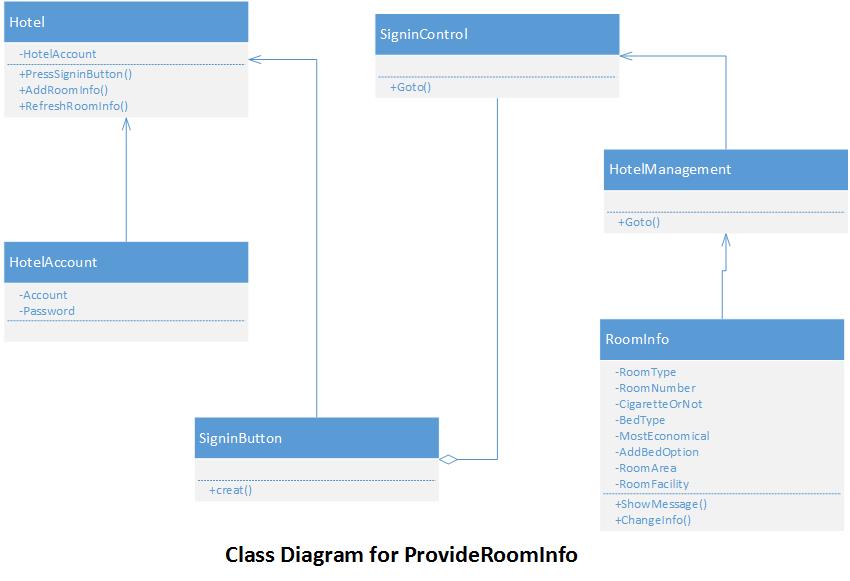 Hotel
-HotelAccount
+PressSigninButton()
+AddRoomInfo()
+RefreshRoomInfo()
SigninControl
+Goto()
HotelManagement
+Goto()
HotelAccount
-Account
-Password
RoomInfo
-RoomType
-RoomNumber
-CigaretteOrNot
-BedType
-MostEconomical
-AddBedOption
-RoomArea
-RoomFacility
+ShowMessage()
+ChangeInfo()
SigninButton
+creat()
Class Diagram for ProvideRoomInfo